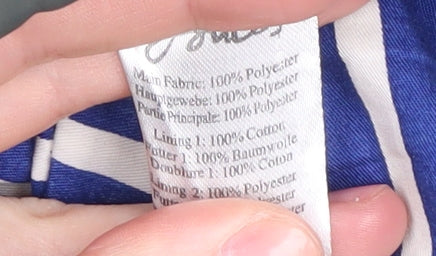 Main Fabric: 100% Polyester
Hauptgewebe: 100% Polyester
Partie Principale: 100% Polyester
Lining 1: 100% Cotton
Futter 1: 100% Baumwolle
Doublure 1: 100% Coton
Lining 2: 100% Polyester